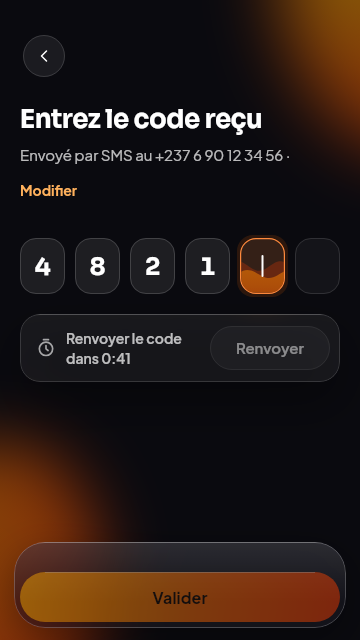 Entrez le code reçu
Envoyé par SMS au +237 6 90 12 34 56 ·
Modifier
4 8 2 1
Renvoyer le code
dans 0:41
Renvoyer
Valider